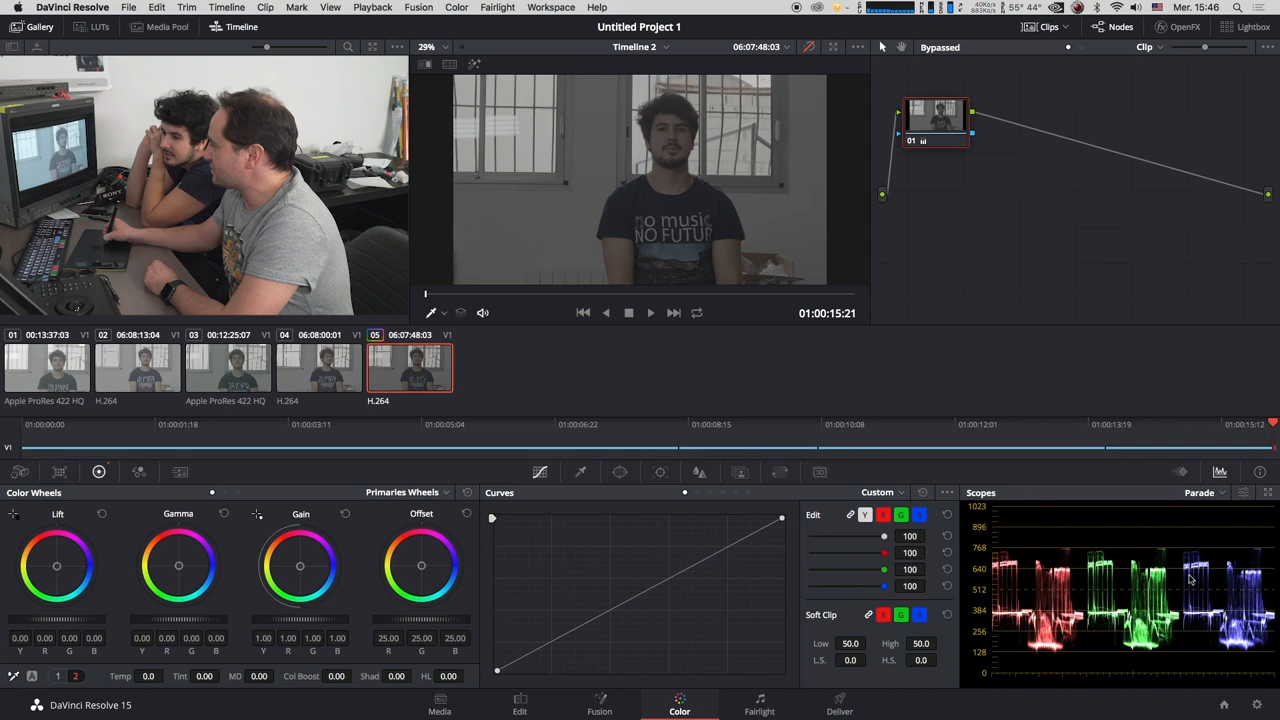 DaVinci Resolve File Edit Trim Timeline Clip Mark View Playback Fusion Color Fairlight Workspace Help 40K/s 883K/s 55° 44° Mier. 15:46
Gallery LUTs Media Pool Timeline Untitled Project 1 Clips Nodes OpenFX Lightbox
29% Timeline 2 06:07:48:03 Bypassed Clip
SONY
no music
NO FUTUR
01
01:00:15:21
01 00:13:37:03 V1 02 06:08:13:04 V1 03 00:12:25:07 V1 04 06:08:00:01 V1 05 06:07:48:03 V1
Apple ProRes 422 HQ H.264 Apple ProRes 422 HQ H.264 H.264
01:00:00:00 01:00:01:18 01:00:03:11 01:00:05:04 01:00:06:22 01:00:08:15 01:00:10:08 01:00:12:01 01:00:13:19 01:00:15:12
V1
Color Wheels Primaries Wheels Curves Custom Scopes Parade
Lift Gamma Gain Offset Edit Y R G B 1023
896
100 768
100 640
100 512
100 384
Soft Clip R G B 256
0.00 0.00 0.00 0.00 0.00 0.00 0.00 0.00 1.00 1.00 1.00 1.00 25.00 25.00 25.00 Low 50.0 High 50.0 128
Y R G B Y R G B Y R G B R G B L.S. 0.0 H.S. 0.0 0
A 1 2 Temp 0.0 Tint 0.00 MD 0.00 Col Boost 0.00 Shad 0.00 HL 0.00
DaVinci Resolve 15 Media Edit Fusion Color Fairlight Deliver